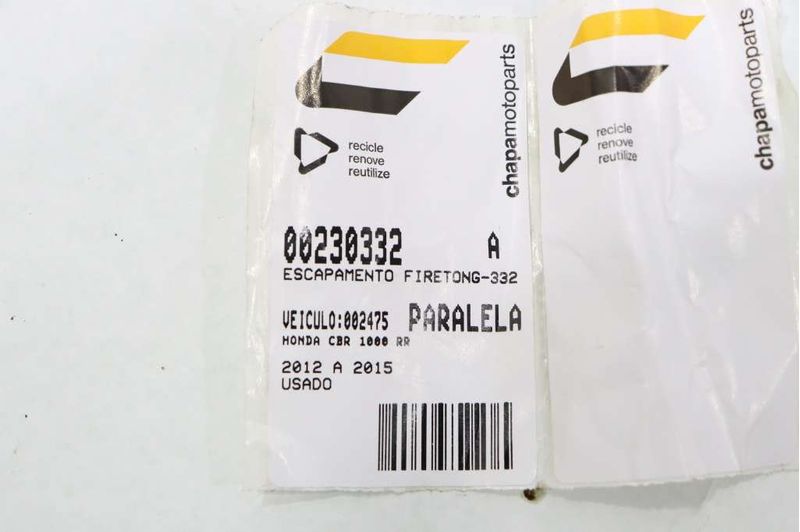 chapamotoparts
recicle
renove
reutilize
00230332 A
ESCAPAMENTO FIRETONG-332
VEICULO:002475 PARALELA
HONDA CBR 1000 RR
2012 A 2015
USADO
chapamotoparts
recicle
renove
reutilize